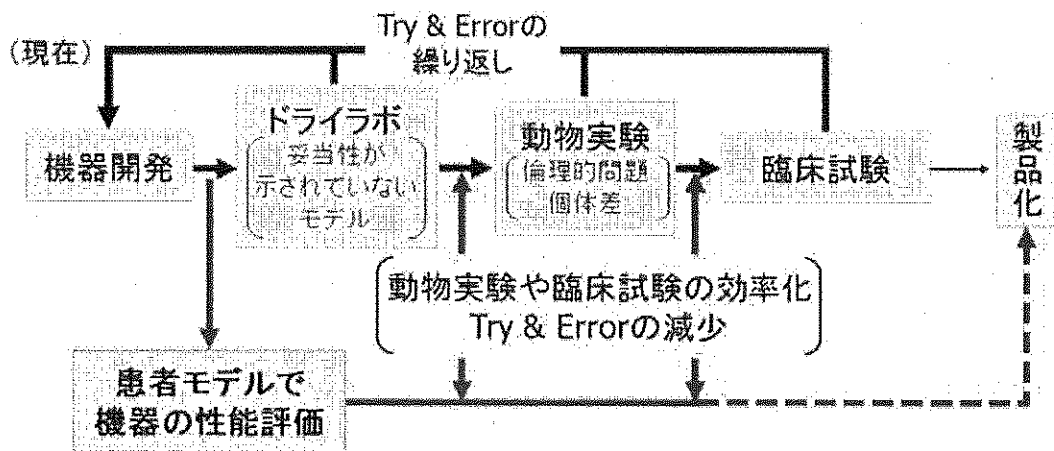 Try & Errorの
繰り返し
(現在)
機器開発
ドライラボ
妥当性が
示されていない
モデル
動物実験
倫理的問題
個体差
臨床試験
製品化
動物実験や臨床試験の効率化
Try & Errorの減少
患者モデルで
機器の性能評価